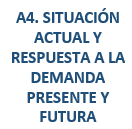 A4. SITUACIÓN
ACTUAL Y
RESPUESTA A LA
DEMANDA
PRESENTE Y
FUTURA